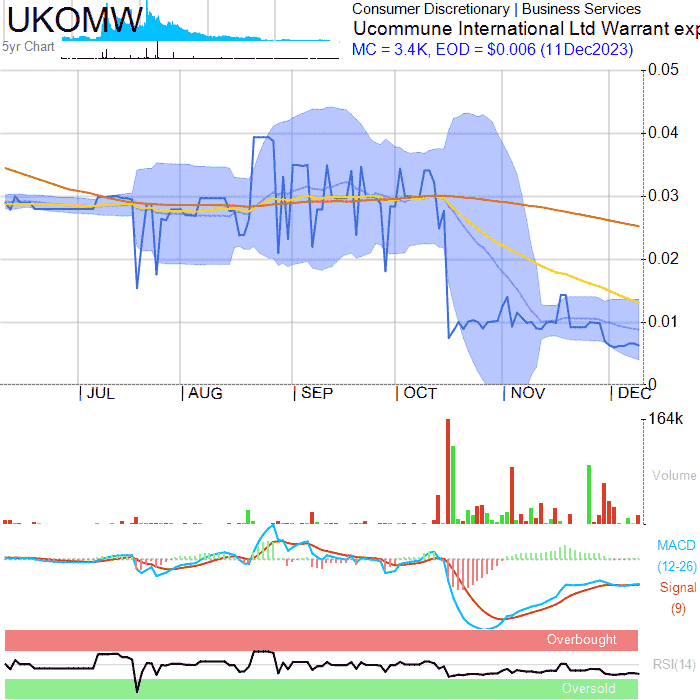 UKOMW
5yr Chart
Consumer Discretionary | Business Services
Ucommune International Ltd Warrant exp
MC = 3.4K, EOD = $0.006 (11Dec2023)
0.05
0.04
0.03
0.02
0.01
0
JUL AUG SEP OCT NOV DEC
164k
Volume
MACD
(12-26)
Signal
(9)
Overbought
RSI(14)
Oversold